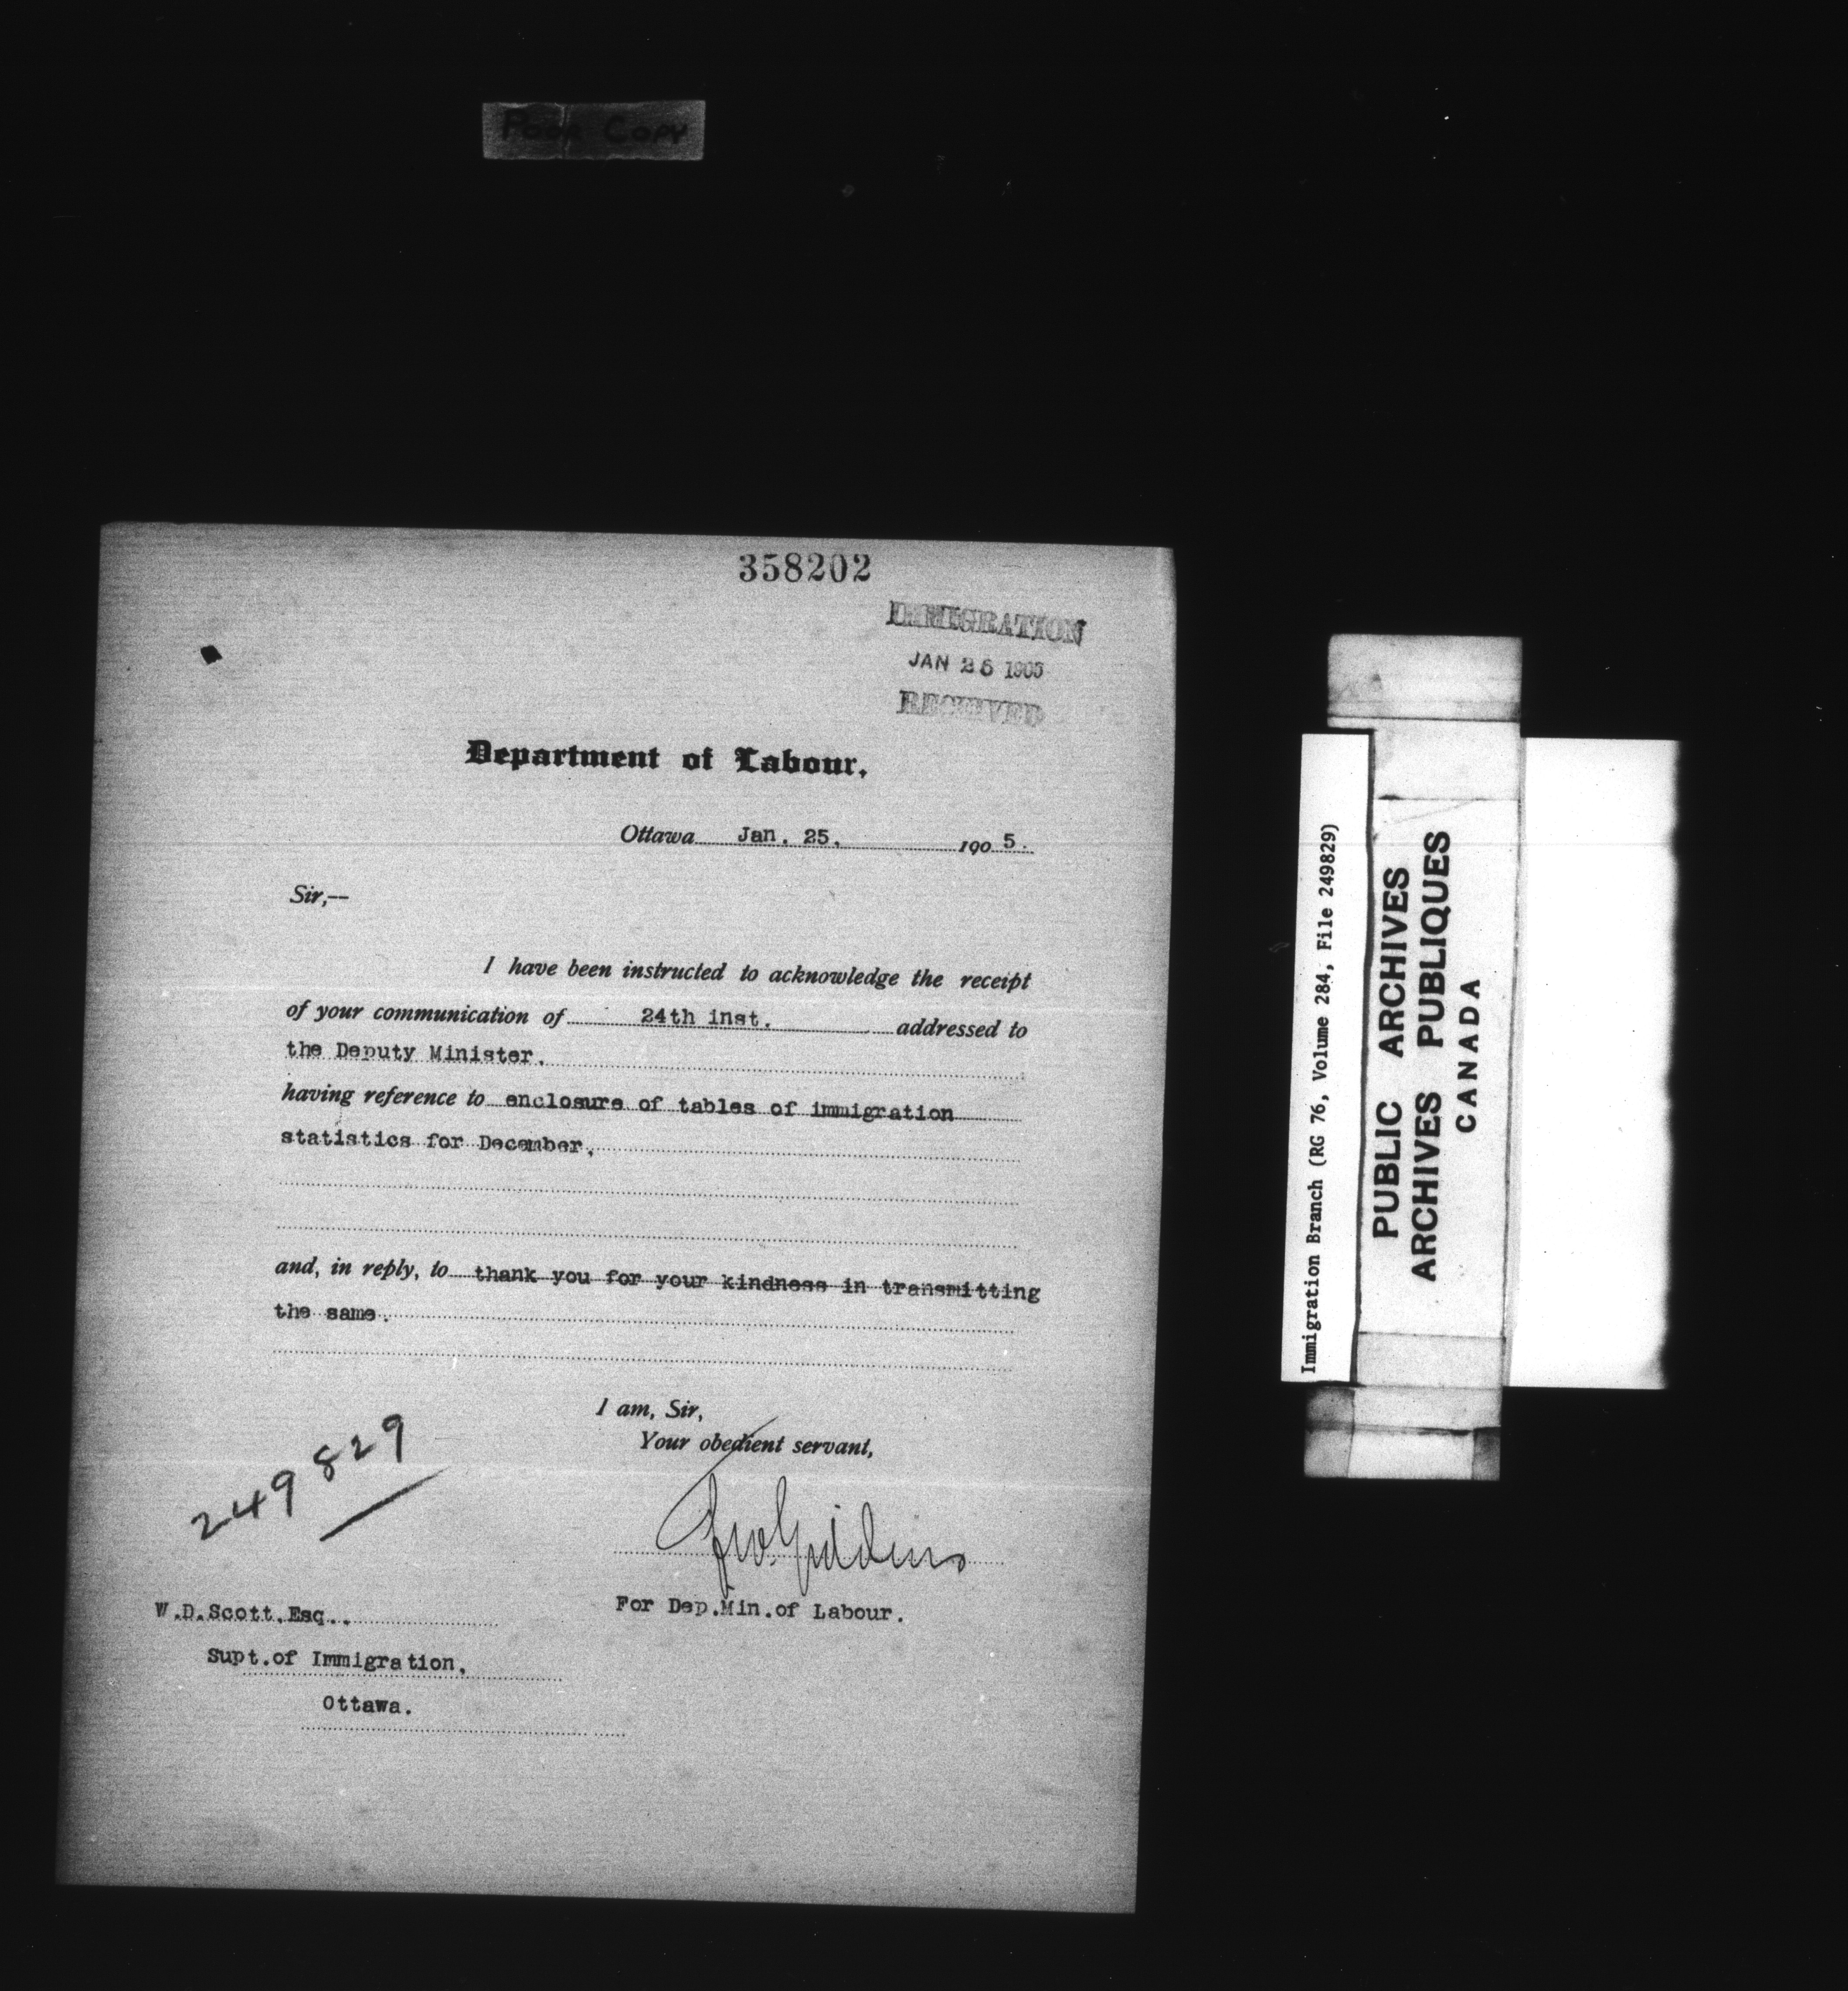 Poor Copy
358202
IMMIGRATION
JAN 26 1905
RECEIVED
Department of Labour.
Ottawa Jan. 25, 1905.
Sir,--
I have been instructed to acknowledge the receipt
of your communication of 24th inst. addressed to
the Deputy Minister.
having reference to enclosure of tables of immigration
statistics for December.
and, in reply, to thank you for your kindness in transmitting
the same.
I am, Sir,
Your obedient servant,
249829
For Dep.Min.of Labour.
W.D.Scott,Esq.,
Supt.of Immigration,
Ottawa.
Immigration Branch (RG 76, Volume 284, File 249829)
PUBLIC ARCHIVES
ARCHIVES PUBLIQUES
CANADA